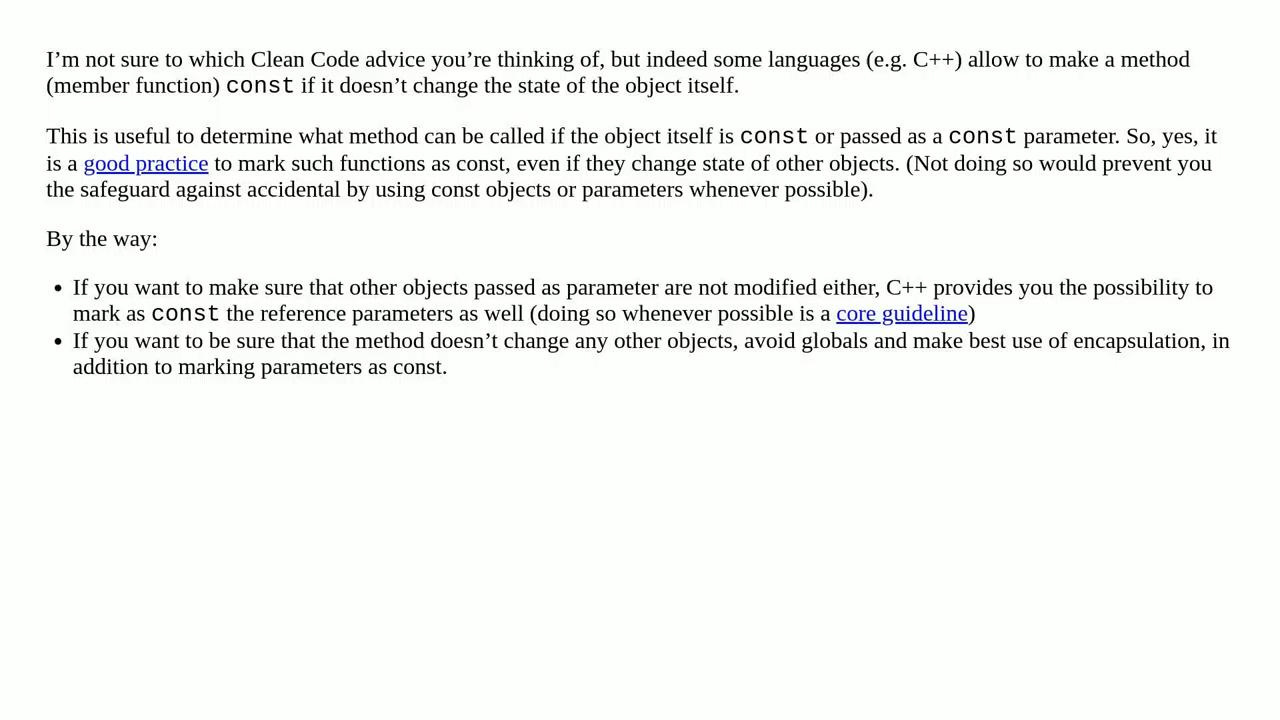 I’m not sure to which Clean Code advice you’re thinking of, but indeed some languages (e.g. C++) allow to make a method
(member function) const if it doesn’t change the state of the object itself.
This is useful to determine what method can be called if the object itself is const or passed as a const parameter. So, yes, it
is a good practice to mark such functions as const, even if they change state of other objects. (Not doing so would prevent you
the safeguard against accidental by using const objects or parameters whenever possible).
By the way:
• If you want to make sure that other objects passed as parameter are not modified either, C++ provides you the possibility to
mark as const the reference parameters as well (doing so whenever possible is a core guideline)
• If you want to be sure that the method doesn’t change any other objects, avoid globals and make best use of encapsulation, in
addition to marking parameters as const.